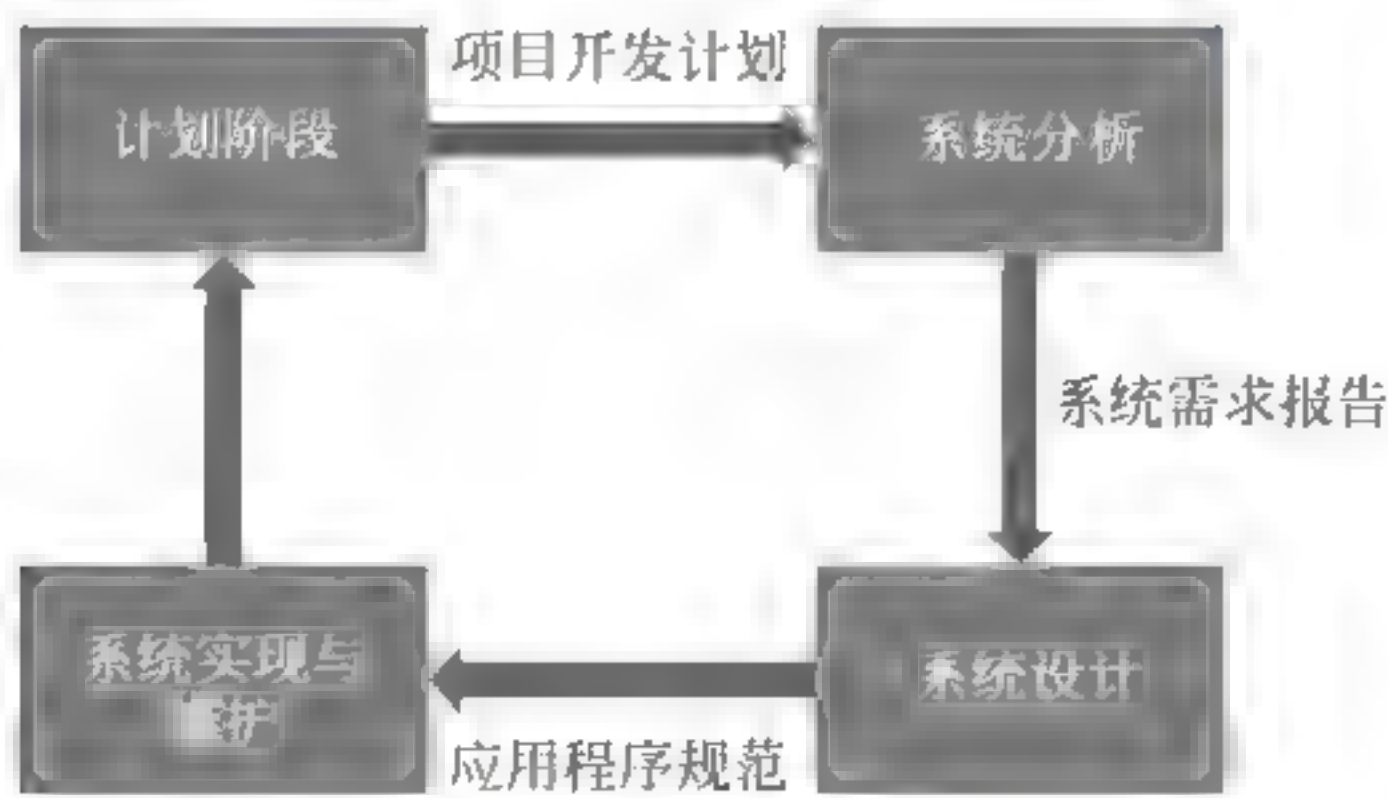 计划阶段
项目开发计划
系统分析
系统需求报告
系统实现与
护
系统设计
应用程序规范